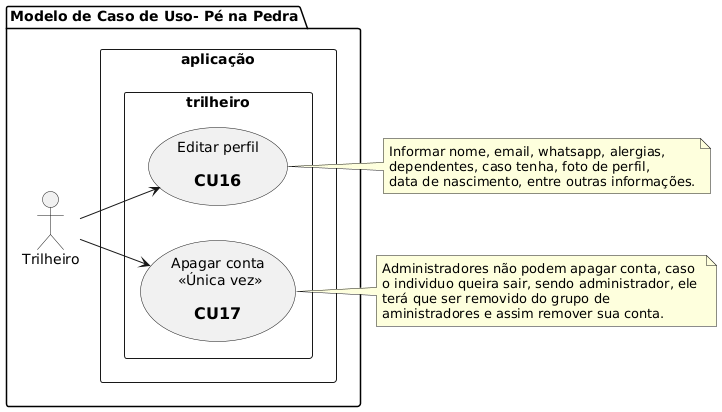 Modelo de Caso de Uso- Pé na Pedra
aplicação
trilheiro
Editar perfil
CU16
Informar nome, email, whatsapp, alergias,
dependentes, caso tenha, foto de perfil,
data de nascimento, entre outras informações.
Trilheiro
Apagar conta
«Única vez»
CU17
Administradores não podem apagar conta, caso
o individuo queira sair, sendo administrador, ele
terá que ser removido do grupo de
aministradores e assim remover sua conta.